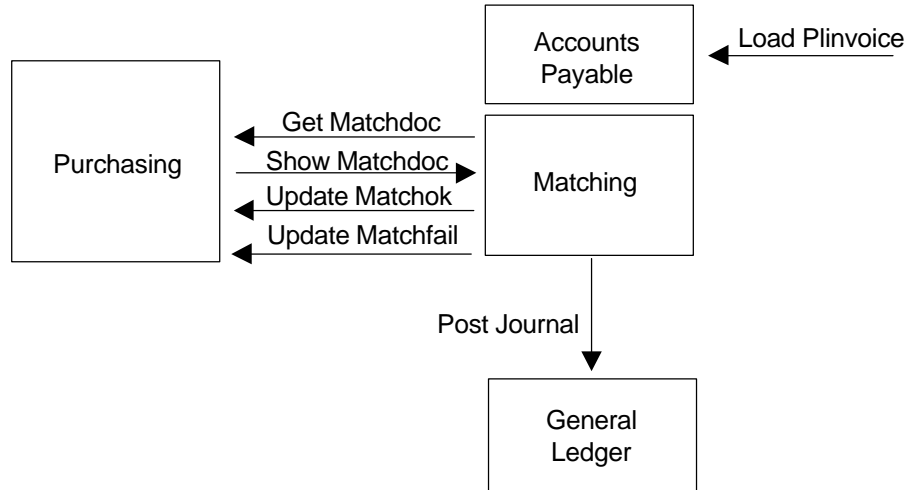 Accounts
Payable
Load Plinvoice
Purchasing
Get Matchdoc
Show Matchdoc
Update Matchok
Update Matchfail
Matching
Post Journal
General
Ledger